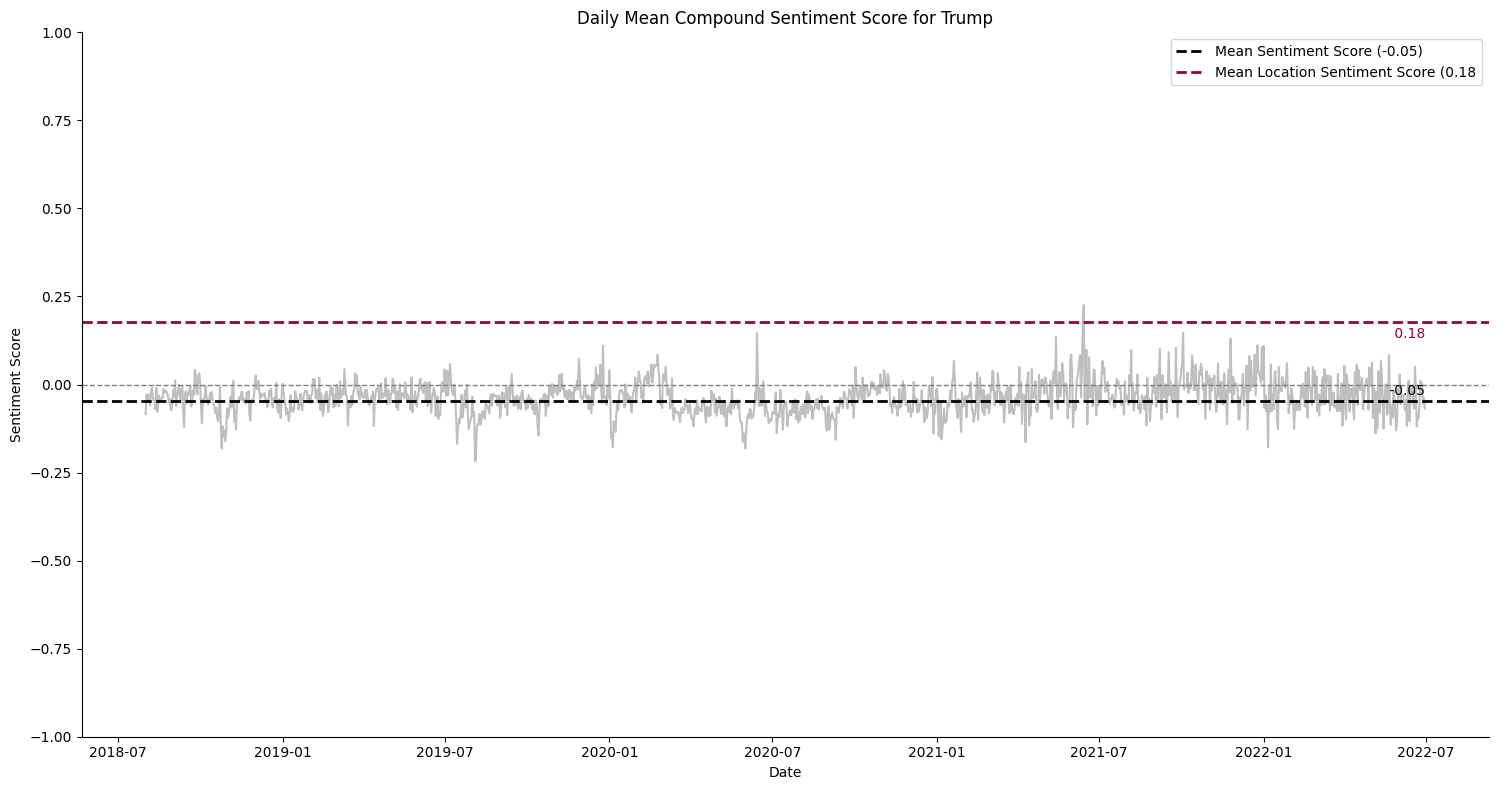 Daily Mean Compound Sentiment Score for Trump
1.00
Mean Sentiment Score (-0.05)
Mean Location Sentiment Score (0.18
0.75
0.50
0.25
0.18
0.00
-0.05
Sentiment Score
−0.25
−0.50
−0.75
−1.00
2018-07 2019-01 2019-07 2020-01 2020-07 2021-01 2021-07 2022-01 2022-07
Date